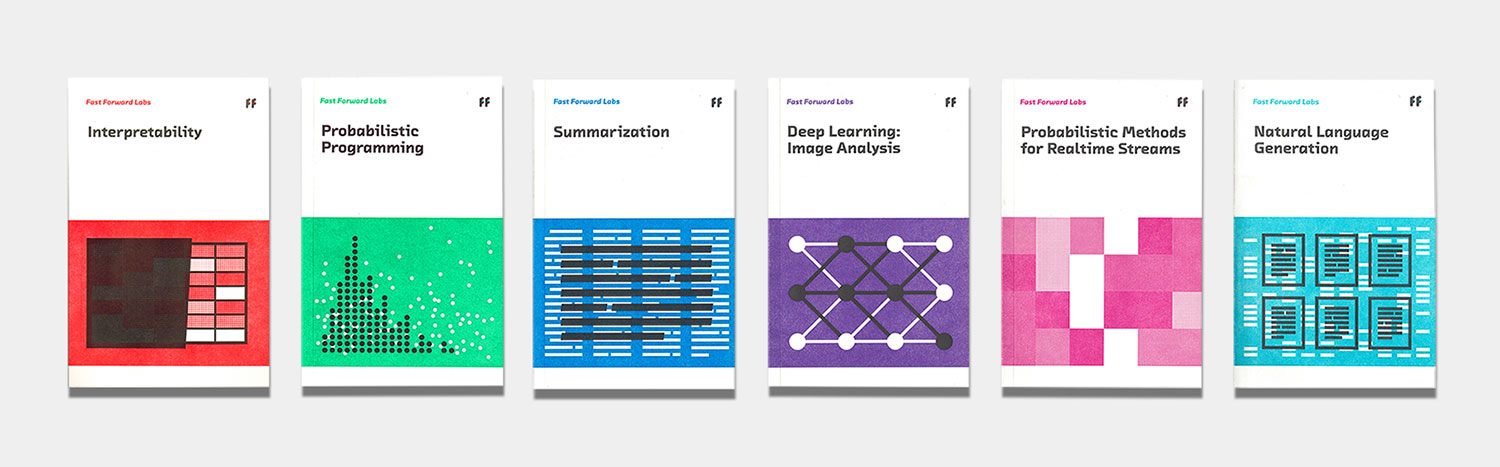 Fast Forward Labs
FF
Interpretability
Fast Forward Labs
FF
Probabilistic
Programming
Fast Forward Labs
FF
Summarization
Fast Forward Labs
FF
Deep Learning:
Image Analysis
Fast Forward Labs
FF
Probabilistic Methods
for Realtime Streams
Fast Forward Labs
FF
Natural Language
Generation